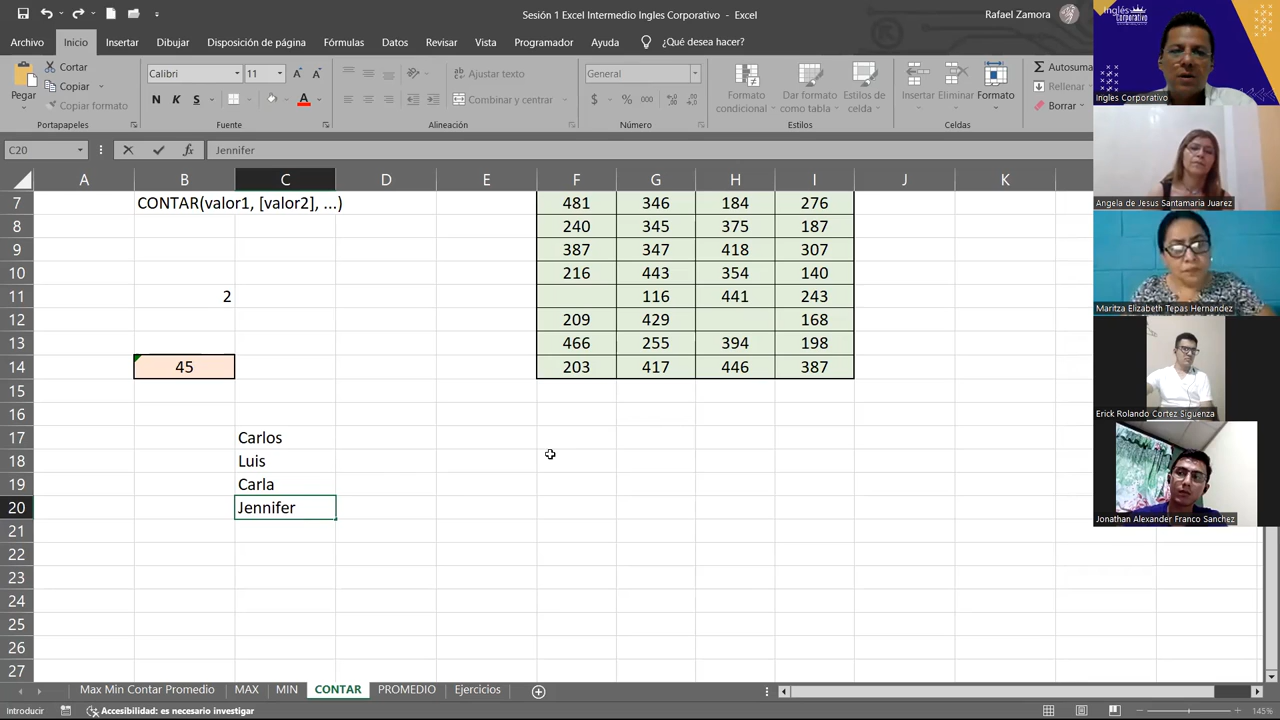 Sesión 1 Excel Intermedio Ingles Corporativo - Excel
Rafael Zamora
Archivo Inicio Insertar Dibujar Disposición de página Fórmulas Datos Revisar Vista Programador Ayuda ¿Qué desea hacer?
Pegar
Cortar
Copiar
Copiar formato
Portapapeles
Calibri 11
N K S
Fuente
Ajustar texto
Combinar y centrar
Alineación
General
$ % 000
Número
Formato condicional
Dar formato como tabla
Estilos de celda
Estilos
Insertar Eliminar Formato
Celdas
Autosuma
Rellenar
Borrar
C20 fx Jennifer
A B C D E F G H I J K
7 CONTAR(valor1, [valor2], ...) 481 346 184 276
8 240 345 375 187
9 387 347 418 307
10 216 443 354 140
11 2 116 441 243
12 209 429 168
13 466 255 394 198
14 45 203 417 446 387
15
16
17 Carlos
18 Luis
19 Carla
20 Jennifer
21
22
23
24
25
26
27
Max Min Contar Promedio MAX MIN CONTAR PROMEDIO Ejercicios
Introducir Accesibilidad: es necesario investigar 145%
Inglés Corporativo
Ingles Corporativo
Angela de Jesus Santamaria Juarez
Maritza Elizabeth Tepas Hernandez
Erick Rolando Cortez Sigüenza
Jonathan Alexander Franco Sanchez